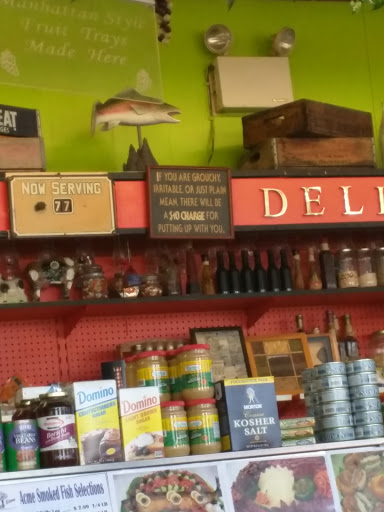 Manhattan Style
Fruit Trays
Made Here
EAT
NOW SERVING
77
IF YOU ARE GROUCHY,
IRRITABLE, OR JUST PLAIN
MEAN, THERE WILL BE
A $10 CHARGE FOR
PUTTING UP WITH YOU.
DELI
Domino
Domino
MORTON
KOSHER
SALT
BEANS
Acme Smoked Fish Selections